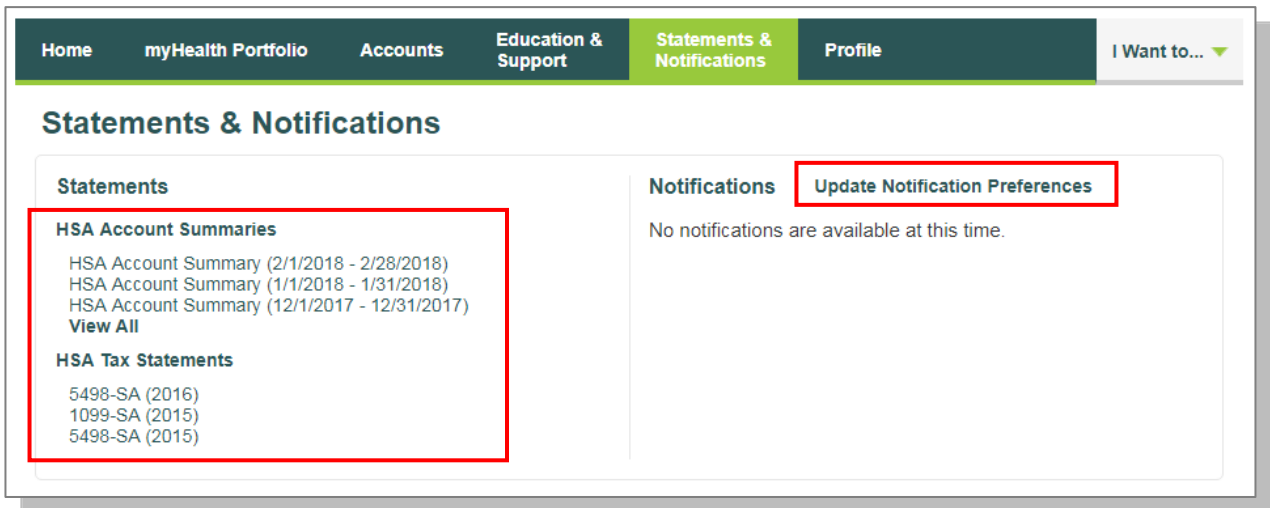 Home
myHealth Portfolio
Accounts
Education &
Support
Statements &
Notifications
Profile
I Want to...
Statements & Notifications
Statements
HSA Account Summaries
HSA Account Summary (2/1/2018 - 2/28/2018)
HSA Account Summary (1/1/2018 - 1/31/2018)
HSA Account Summary (12/1/2017 - 12/31/2017)
View All
HSA Tax Statements
5498-SA (2016)
1099-SA (2015)
5498-SA (2015)
Notifications
Update Notification Preferences
No notifications are available at this time.